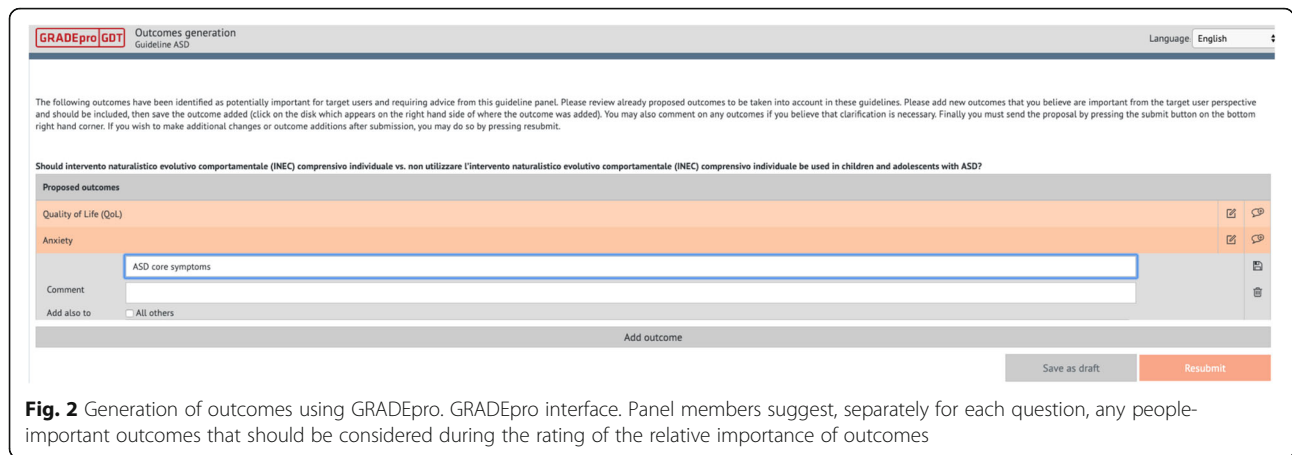 GRADEpro GDT
Outcomes generation
Guideline ASD
Language English
The following outcomes have been identified as potentially important for target users and requiring advice from this guideline panel. Please review already proposed outcomes to be taken into account in these guidelines. Please add new outcomes that you believe are important from the target user perspective
and should be included, then save the outcome added (click on the disk which appears on the right hand side of where the outcome was added). You may also comment on any outcomes if you believe that clarification is necessary. Finally you must send the proposal by pressing the submit button on the bottom
right hand corner. If you wish to make additional changes or outcome additions after submission, you may do so by pressing resubmit.
Should intervento naturalistico evolutivo comportamentale (INEC) comprensivo individuale vs. non utilizzare l'intervento naturalistico evolutivo comportamentale (INEC) comprensivo individuale be used in children and adolescents with ASD?
Proposed outcomes
Quality of Life (QoL)
Anxiety
ASD core symptoms
Comment
Add also to All others
Add outcome
Save as draft Resubmit
Fig. 2 Generation of outcomes using GRADEpro. GRADEpro interface. Panel members suggest, separately for each question, any people-
important outcomes that should be considered during the rating of the relative importance of outcomes